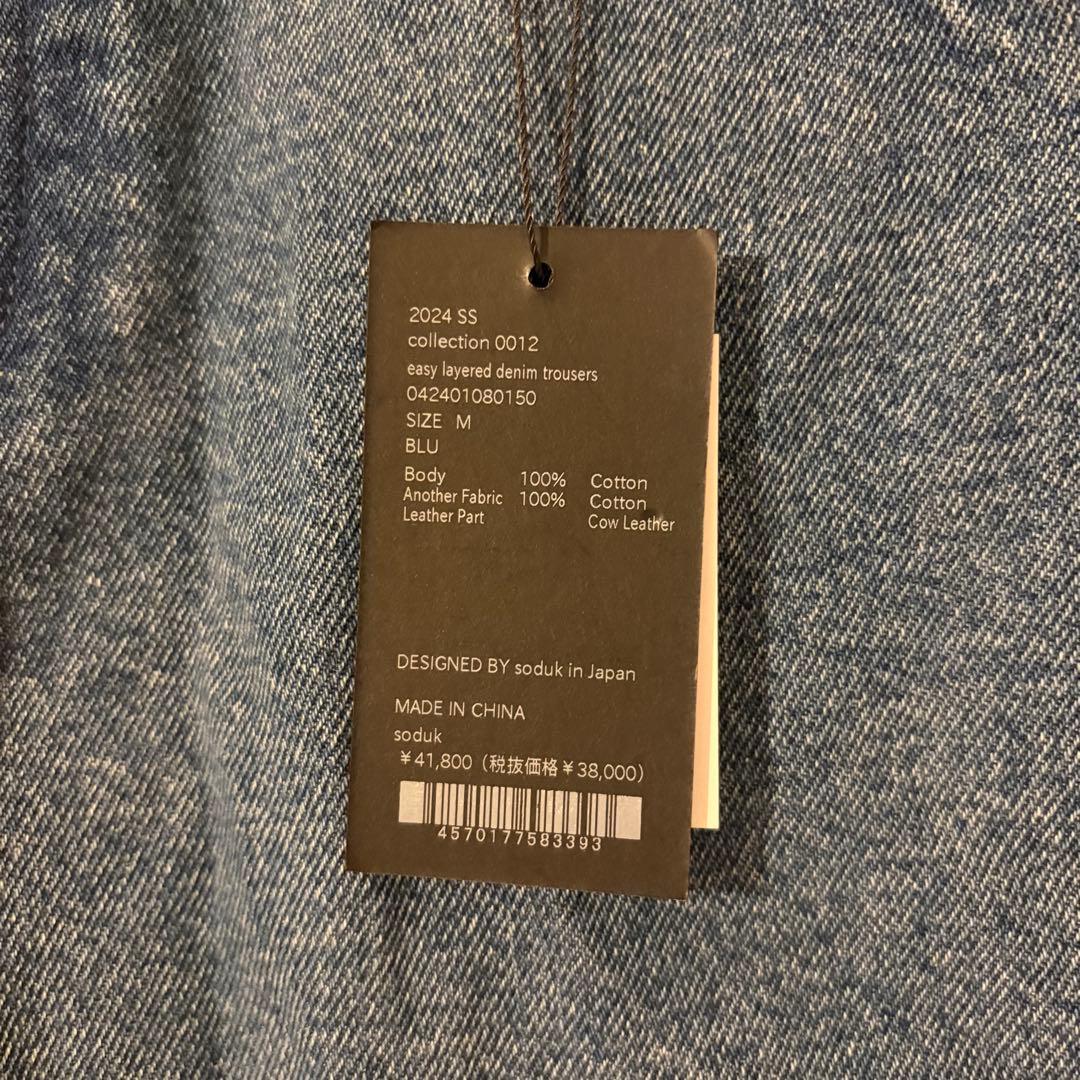 2024 SS
collection 0012
easy layered denim trousers
042401080150
SIZE M
BLU
Body 100% Cotton
Another Fabric 100% Cotton
Leather Part Cow Leather
DESIGNED BY soduk in Japan
MADE IN CHINA
soduk
¥41,800（税抜価格¥38,000）
4570177583393